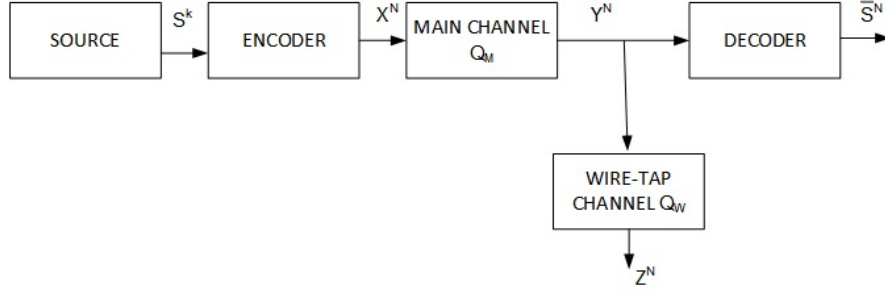 SOURCE
S^k
ENCODER
X^N
MAIN CHANNEL
Q_M
Y^N
DECODER
S̅^N
WIRE-TAP
CHANNEL Q_W
Z^N